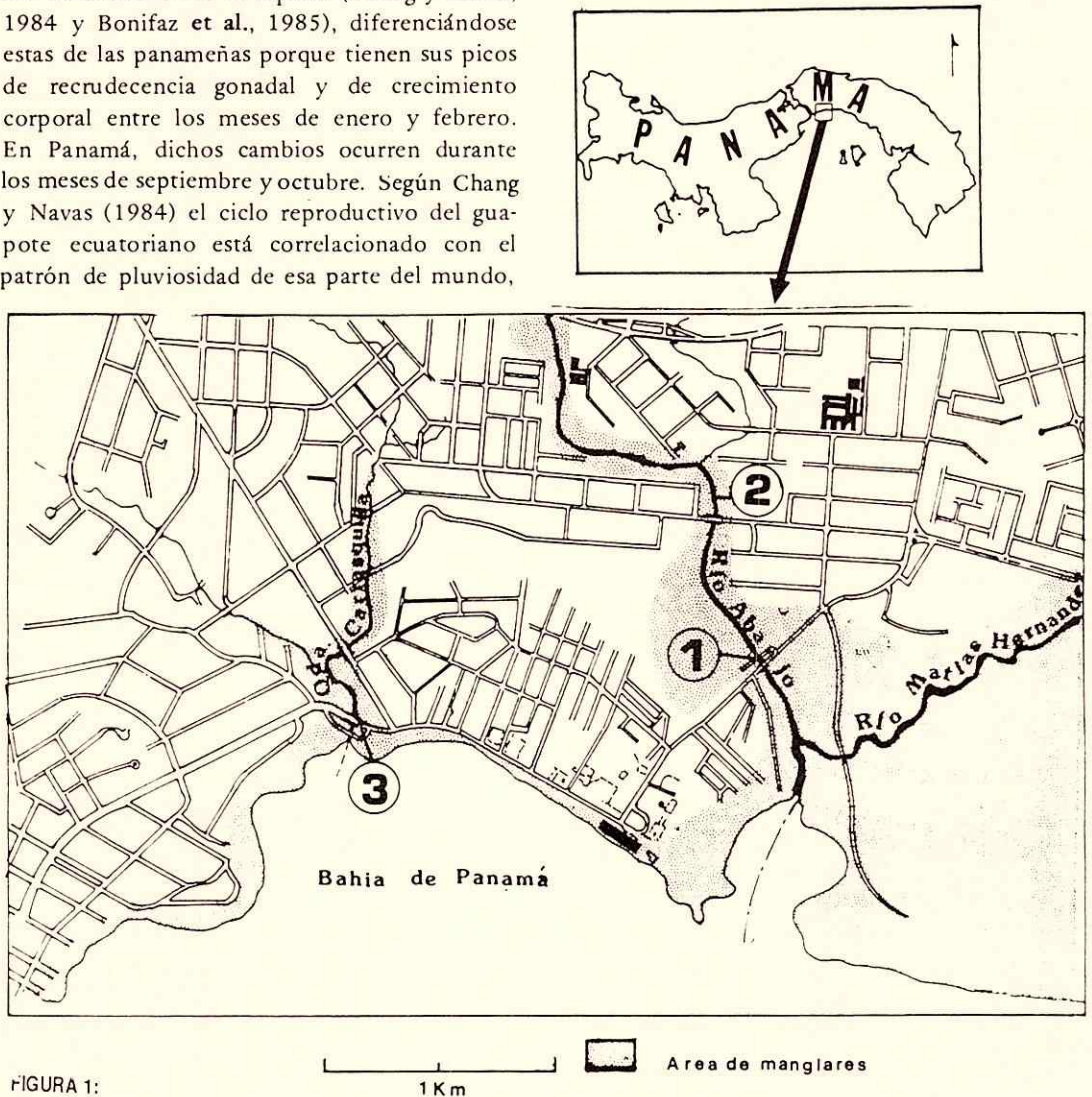 1984 y Bonifaz et al., 1985), diferenciándose
estas de las panameñas porque tienen sus picos
de recrudecencia gonadal y de crecimiento
corporal entre los meses de enero y febrero.
En Panamá, dichos cambios ocurren durante
los meses de septiembre y octubre. Según Chang
y Navas (1984) el ciclo reproductivo del gua-
pote ecuatoriano está correlacionado con el
patrón de pluviosidad de esa parte del mundo,
PANAMA
2
Qda. Carrasquilla
Río Abajo
1
Río Matías Hernande
3
Bahia de Panamá
Area de manglares
FIGURA 1:
1 Km